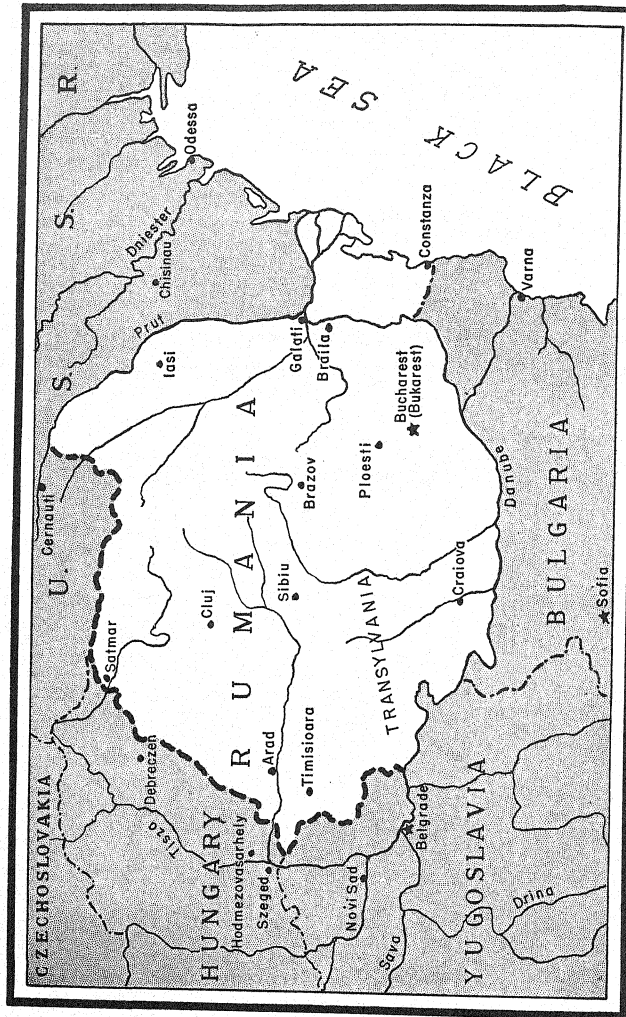 CZECHOSLOVAKIA
U. S. S. R.
Cernauti
Satmar
Debreczen
Tisza
HUNGARY
Hodmezovasarhely
Szeged
Arad
Timisioara
Novi Sad
Cluj
Sibiu
RUMANIA
TRANSYLVANIA
Brazov
Ploesti
Bucharest
(Bukarest)
Craiova
Iasi
Prut
Chisinau
Dniester
Odessa
Galati
Braila
Constanza
Varna
BLACK SEA
Danube
BULGARIA
Sofia
Belgrade
YUGOSLAVIA
Sava
Drina